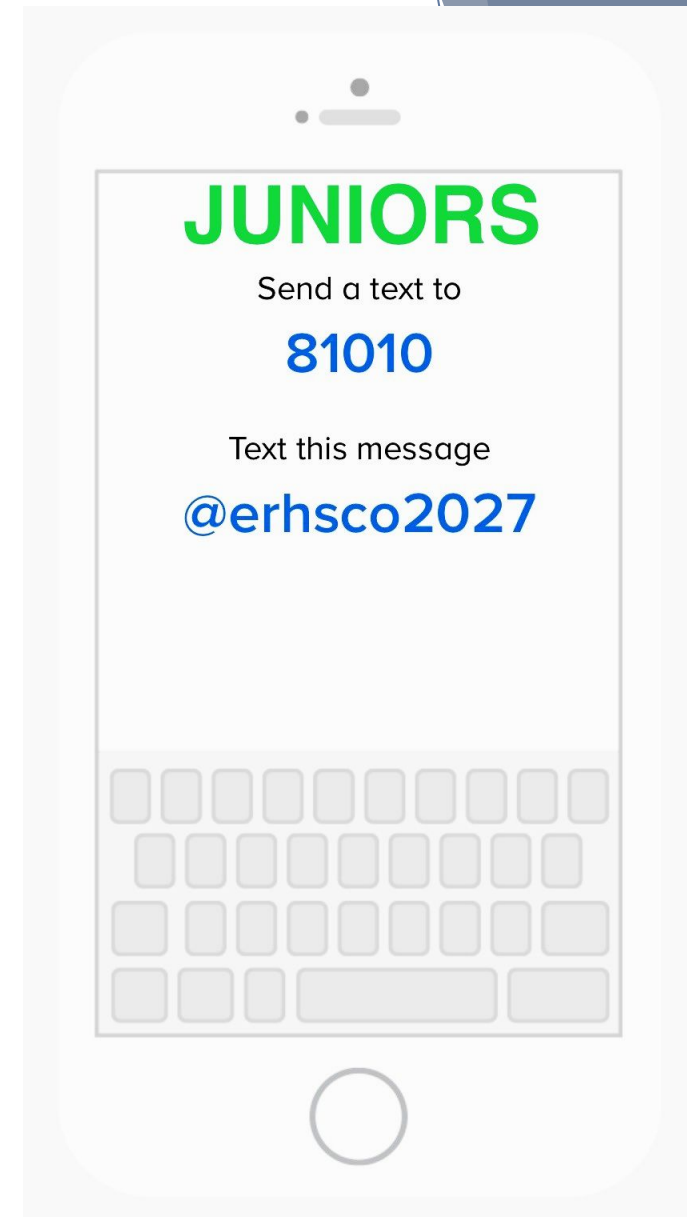 JUNIORS
Send a text to
81010
Text this message
@erhsco2027